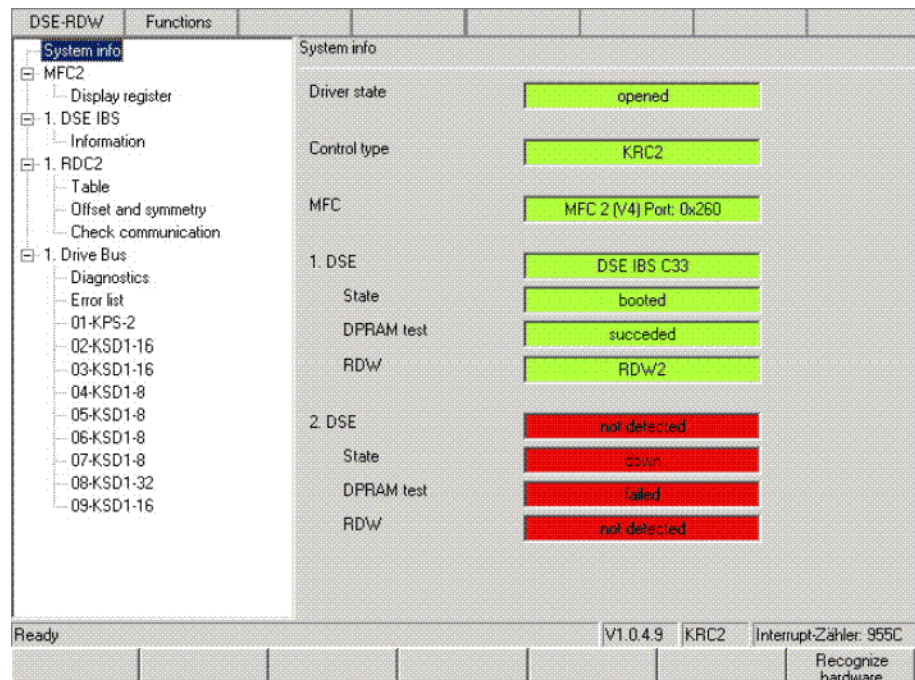 DSE-RDW Functions
System info
MFC2
Display register
1. DSE IBS
Information
1. RDC2
Table
Offset and symmetry
Check communication
1. Drive Bus
Diagnostics
Error list
01-KPS-2
02-KSD1-16
03-KSD1-16
04-KSD1-8
05-KSD1-8
06-KSD1-8
07-KSD1-8
08-KSD1-32
09-KSD1-16
System info
Driver state opened
Control type KRC2
MFC MFC 2 (V4) Port: 0x260
1. DSE DSE IBS C33
State booted
DPRAM test succeded
RDW RDW2
2. DSE not detected
State down
DPRAM test failed
RDW not detected
Ready V1.0.4.9 KRC2 Interrupt-Zähler: 955C
Recognize
hardware